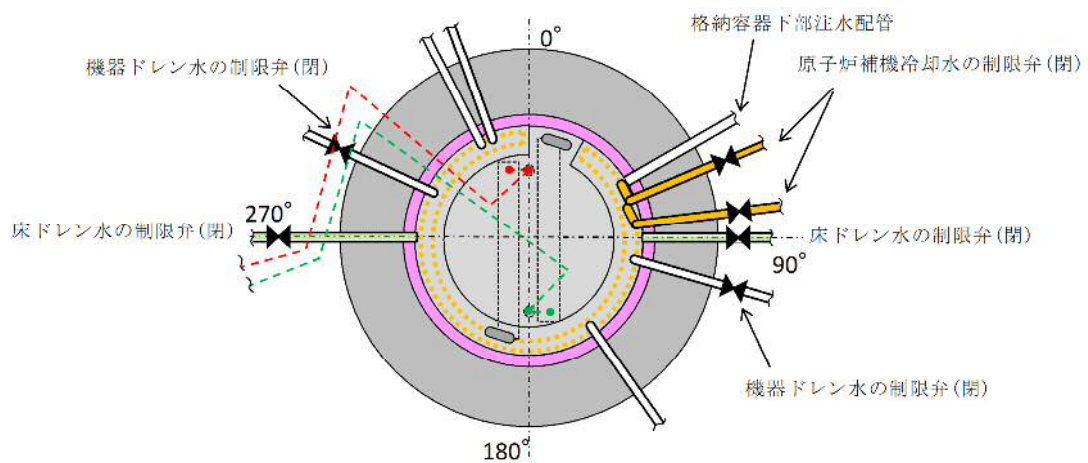 格納容器下部注水配管
0°
原子炉補機冷却水の制限弁(閉)
機器ドレン水の制限弁(閉)
270°
床ドレン水の制限弁(閉)
床ドレン水の制限弁(閉)
90°
機器ドレン水の制限弁(閉)
180°